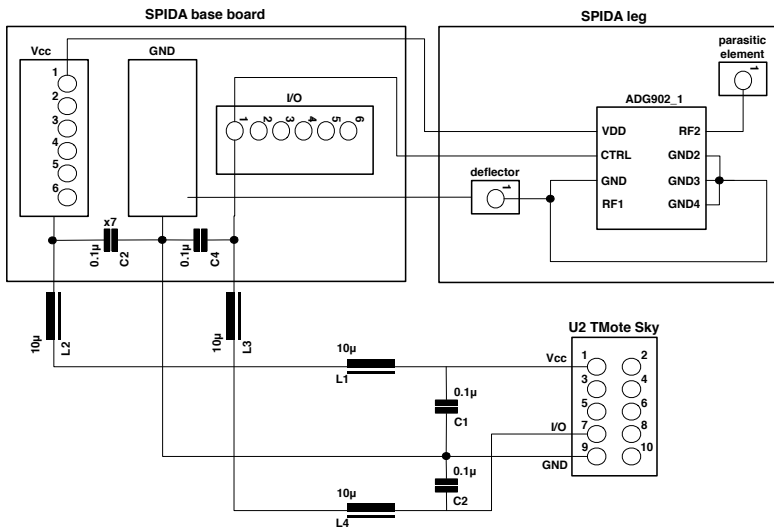 SPIDA base board
SPIDA leg
Vcc
GND
I/O
1
2
3
4
5
6
1
2
3
4
5
6
parasitic
element
1
ADG902_1
VDD
CTRL
GND
RF1
RF2
GND2
GND3
GND4
deflector
1
x7
0.1µ
C2
0.1µ
C4
10µ
L2
10µ
L3
10µ
L1
0.1µ
C1
0.1µ
C2
10µ
L4
U2 TMote Sky
Vcc
I/O
GND
1
2
3
4
5
6
7
8
9
10